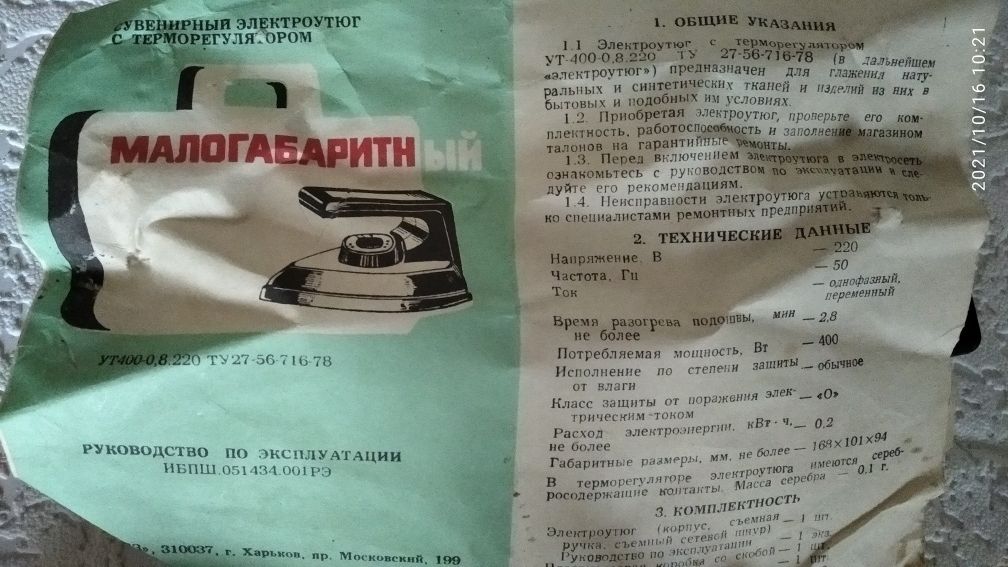 СУВЕНИРНЫЙ ЭЛЕКТРОУТЮГ
С ТЕРМОРЕГУЛЯТОРОМ
МАЛОГАБАРИТНЫЙ
УТ400-0,8.220 ТУ27-56-716-78
РУКОВОДСТВО ПО ЭКСПЛУАТАЦИИ
ИБПШ.051434.001РЭ
310037, г. Харьков, пр. Московский, 199
1. ОБЩИЕ УКАЗАНИЯ
1.1 Электроутюг с терморегулятором
УТ-400-0,8.220 ТУ 27-56-716-78 (в дальнейшем
«электроутюг») предназначен для глажения нату-
ральных и синтетических тканей и изделий из них в
бытовых и подобных им условиях.
1.2. Приобретая электроутюг, проверьте его ком-
плектность, работоспособность и заполнение магазином
талонов на гарантийные ремонты.
1.3. Перед включением электроутюга в электросеть
ознакомьтесь с руководством по эксплуатации и сле-
дуйте его рекомендациям.
1.4. Неисправности электроутюга устраняются толь-
ко специалистами ремонтных предприятий.
2. ТЕХНИЧЕСКИЕ ДАННЫЕ
Напряжение, В — 220
Частота, Гц — 50
Ток — однофазный,
переменный
Время разогрева подошвы, мин — 2,8
не более
Потребляемая мощность, Вт — 400
Исполнение по степени защиты — обычное
от влаги
Класс защиты от поражения элек- — «О»
трическим током
Расход электроэнергии, кВт·ч, — 0,2
не более
Габаритные размеры, мм, не более — 168×101×94
В терморегуляторе электроутюга имеются сереб-
росодержащие контакты. Масса серебра — 0,1 г.
3. КОМПЛЕКТНОСТЬ
Электроутюг (корпус, съемная — 1 шт.
ручка, съемный сетевой шнур)
Руководство по эксплуатации — 1 экз.
коробка со скобой — 1 шт.
2021/10/16 10:21